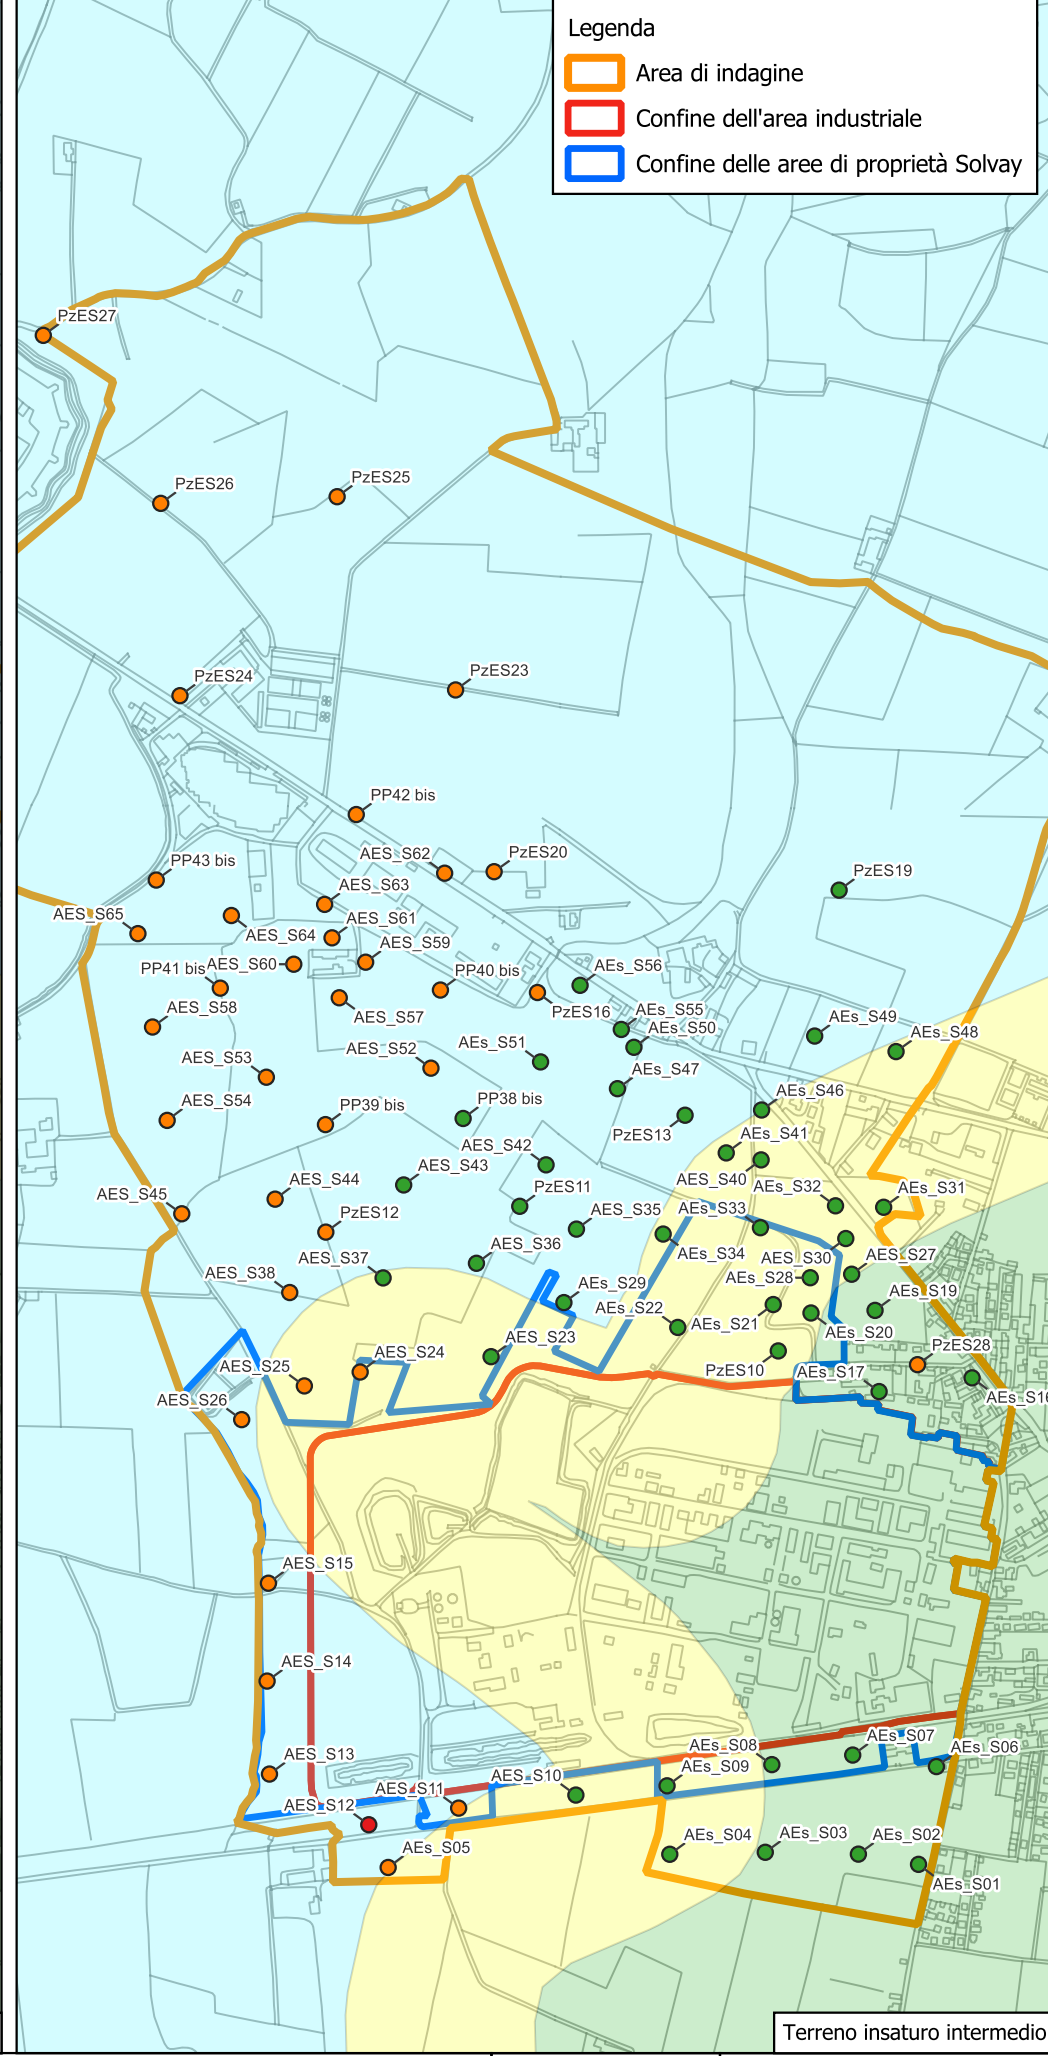 Legenda
Area di indagine
Confine dell'area industriale
Confine delle aree di proprietà Solvay
PzES27
PzES26
PzES25
PzES24
PzES23
PP42 bis
AES_S62
PzES20
PP43 bis
PzES19
AES_S63
AES_S65
AES_S61
AES_S64
AES_S59
PP41 bis
AES_S60
PP40 bis
AEs_S56
AES_S58
AES_S57
PzES16
AEs_S55
AEs_S50
AEs_S49
AEs_S48
AES_S52
AEs_S51
AES_S53
AEs_S47
AES_S54
PP39 bis
PP38 bis
PzES13
AEs_S46
AES_S42
AEs_S41
AES_S43
AES_S40
AES_S44
AES_S45
PzES11
AEs_S32
AEs_S31
PzES12
AES_S35
AEs_S33
AES_S37
AES_S36
AEs_S34
AES_S30
AEs_S27
AES_S38
AEs_S29
AEs_S28
AEs_S19
AEs_S22
AEs_S21
AEs_S20
AES_S25
AES_S24
AES_S23
PzES10
PzES28
AES_S26
AEs_S17
AEs_S16
AES_S15
AES_S14
AES_S13
AEs_S08
AEs_S07
AEs_S06
AES_S12
AES_S11
AES_S10
AEs_S09
AEs_S05
AEs_S04
AEs_S03
AEs_S02
AEs_S01
Terreno insaturo intermedio